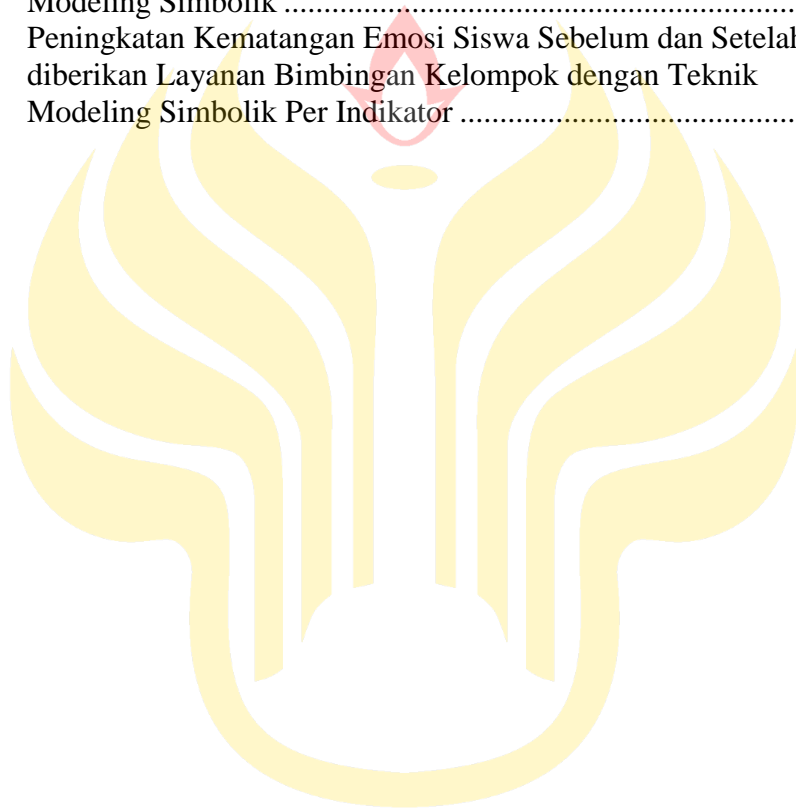 Modeling Simbolik ................................................................
Peningkatan Kematangan Emosi Siswa Sebelum dan Setelah
diberikan Layanan Bimbingan Kelompok dengan Teknik
Modeling Simbolik Per Indikator ..........................................